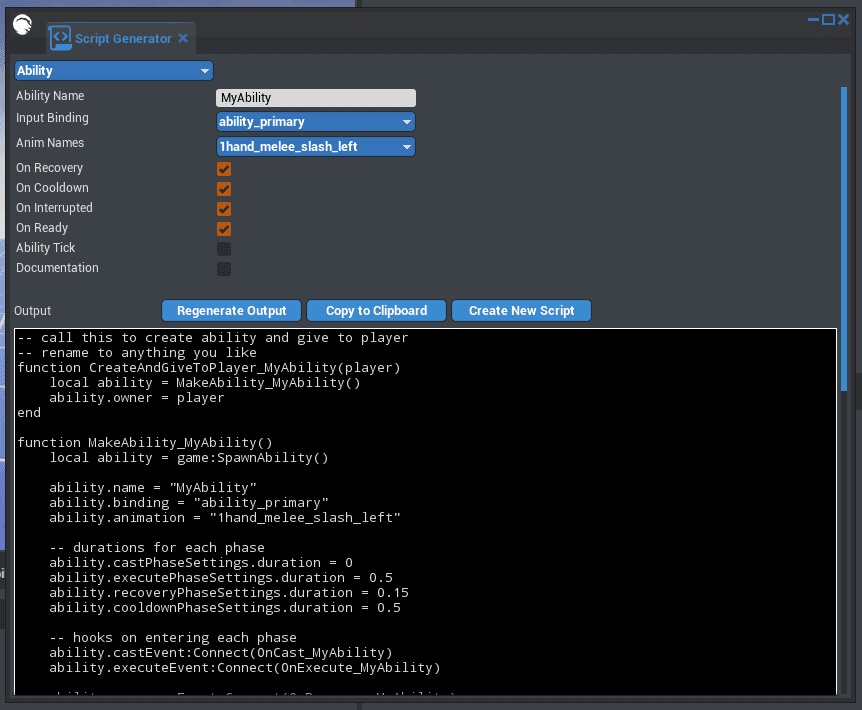 Script Generator
Ability
Ability Name MyAbility
Input Binding ability_primary
Anim Names 1hand_melee_slash_left
On Recovery
On Cooldown
On Interrupted
On Ready
Ability Tick
Documentation
Output Regenerate Output Copy to Clipboard Create New Script
-- call this to create ability and give to player
-- rename to anything you like
function CreateAndGiveToPlayer_MyAbility(player)
    local ability = MakeAbility_MyAbility()
    ability.owner = player
end

function MakeAbility_MyAbility()
    local ability = game:SpawnAbility()

    ability.name = "MyAbility"
    ability.binding = "ability_primary"
    ability.animation = "1hand_melee_slash_left"

    -- durations for each phase
    ability.castPhaseSettings.duration = 0
    ability.executePhaseSettings.duration = 0.5
    ability.recoveryPhaseSettings.duration = 0.15
    ability.cooldownPhaseSettings.duration = 0.5

    -- hooks on entering each phase
    ability.castEvent:Connect(OnCast_MyAbility)
    ability.executeEvent:Connect(OnExecute_MyAbility)